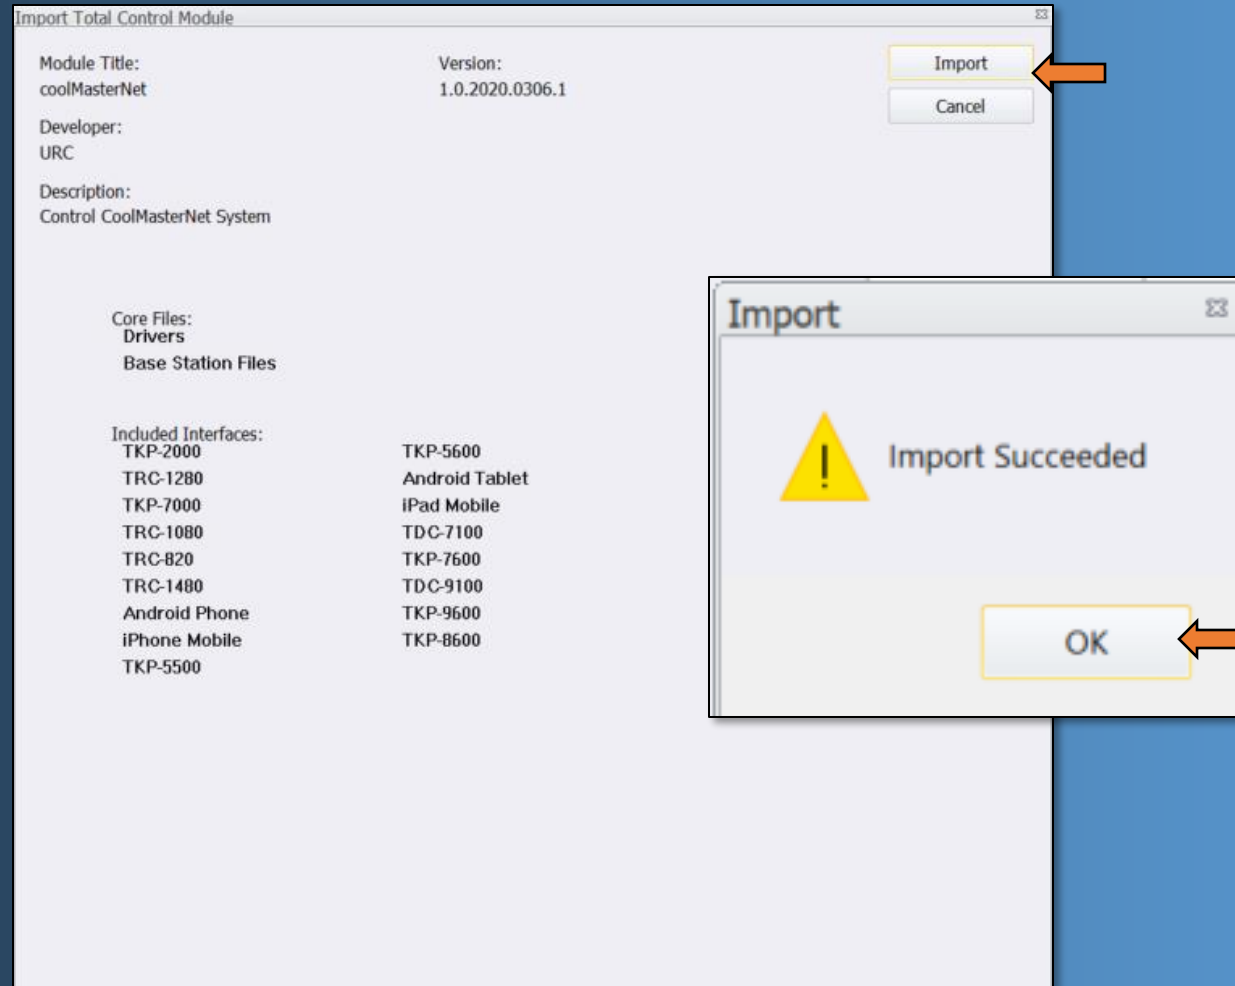 Import Total Control Module
Module Title:
coolMasterNet
Version:
1.0.2020.0306.1
Import
Cancel
Developer:
URC
Description:
Control CoolMasterNet System
Core Files:
Drivers
Base Station Files
Included Interfaces:
TKP-2000
TRC-1280
TKP-7000
TRC-1080
TRC-820
TRC-1480
Android Phone
iPhone Mobile
TKP-5500
TKP-5600
Android Tablet
iPad Mobile
TDC-7100
TKP-7600
TDC-9100
TKP-9600
TKP-8600
Import
Import Succeeded
OK